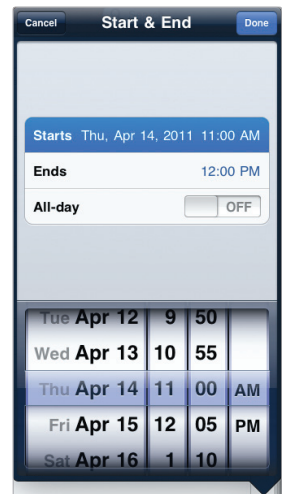 Cancel Start & End Done
Starts Thu, Apr 14, 2011 11:00 AM
Ends 12:00 PM
All-day OFF
Tue Apr 12 9 50
Wed Apr 13 10 55
Thu Apr 14 11 00 AM
Fri Apr 15 12 05 PM
Sat Apr 16 1 10